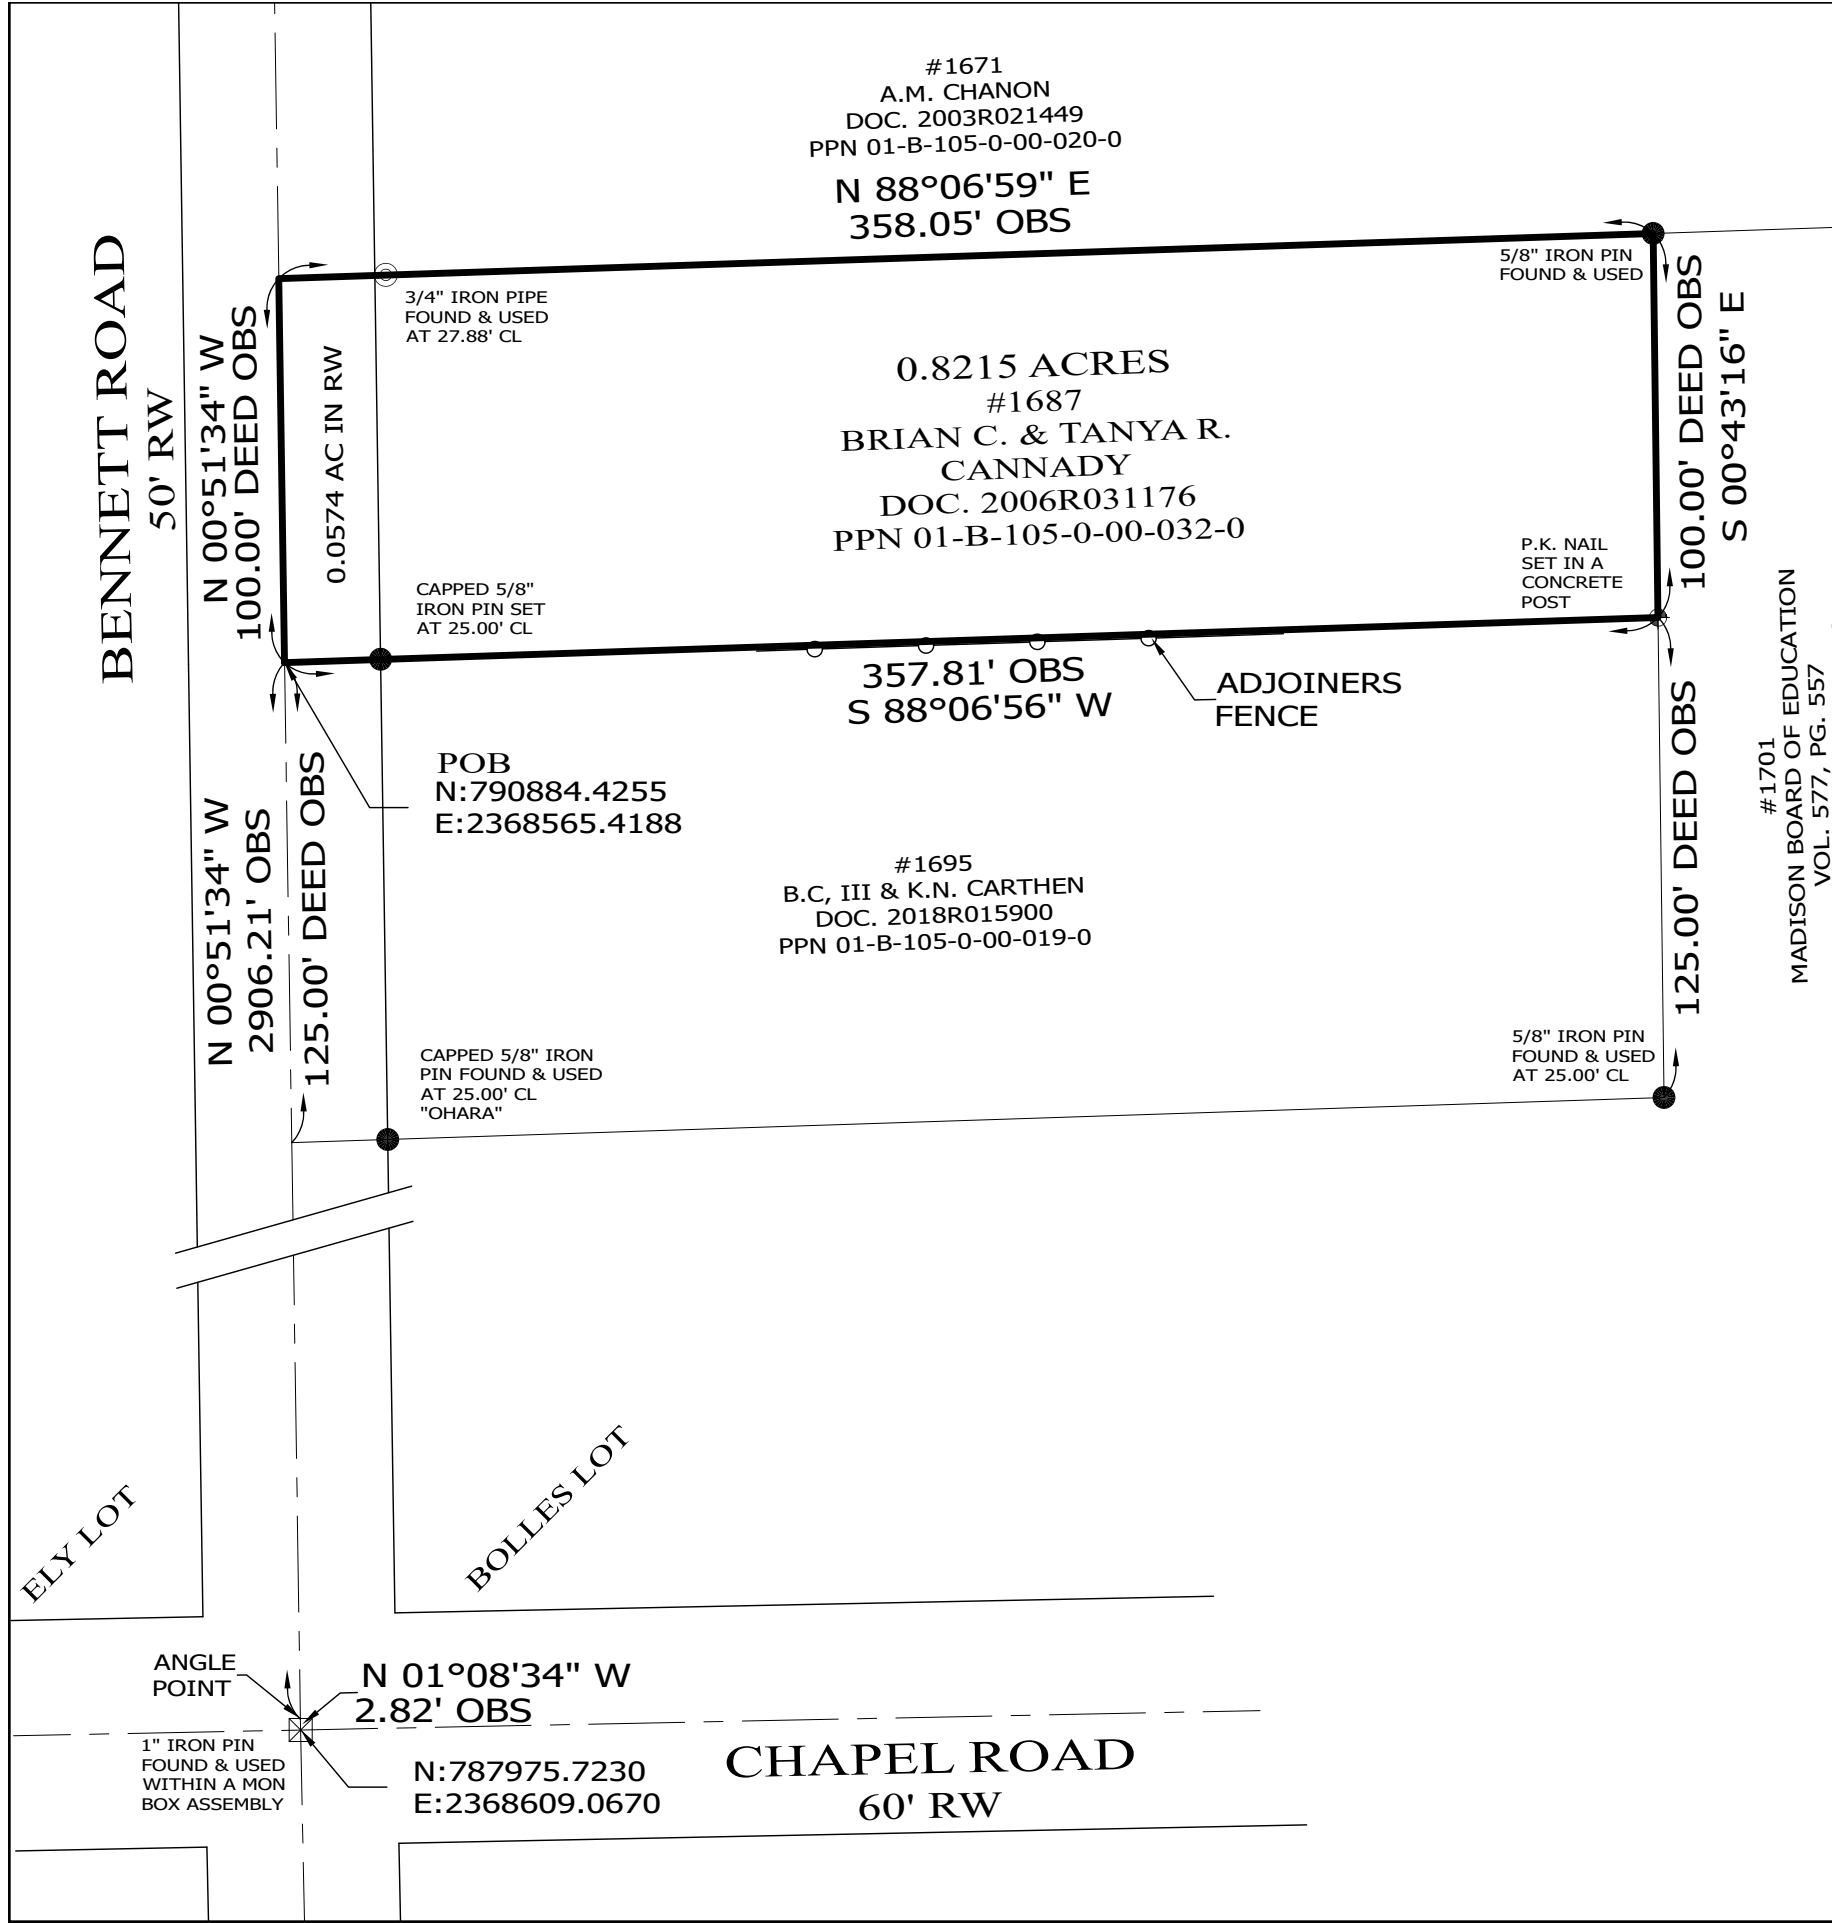 #1671
A.M. CHANON
DOC. 2003R021449
PPN 01-B-105-0-00-020-0
N 88°06'59" E
358.05' OBS
BENNETT ROAD
50' RW
N 00°51'34" W
100.00' DEED OBS
0.0574 AC IN RW
3/4" IRON PIPE
FOUND & USED
AT 27.88' CL
5/8" IRON PIN
FOUND & USED
100.00' DEED OBS
S 00°43'16" E
0.8215 ACRES
#1687
BRIAN C. & TANYA R.
CANNADY
DOC. 2006R031176
PPN 01-B-105-0-00-032-0
CAPPED 5/8"
IRON PIN SET
AT 25.00' CL
P.K. NAIL
SET IN A
CONCRETE
POST
357.81' OBS
S 88°06'56" W
ADJOINERS
FENCE
POB
N:790884.4255
E:2368565.4188
N 00°51'34" W
2906.21' OBS
125.00' DEED OBS
#1695
B.C, III & K.N. CARTHEN
DOC. 2018R015900
PPN 01-B-105-0-00-019-0
125.00' DEED OBS
#1701
MADISON BOARD OF EDUCATION
VOL. 577, PG. 557
CAPPED 5/8" IRON
PIN FOUND & USED
AT 25.00' CL
"OHARA"
5/8" IRON PIN
FOUND & USED
AT 25.00' CL
ELY LOT
BOLLES LOT
ANGLE
POINT
N 01°08'34" W
2.82' OBS
1" IRON PIN
FOUND & USED
WITHIN A MON
BOX ASSEMBLY
N:787975.7230
E:2368609.0670
CHAPEL ROAD
60' RW